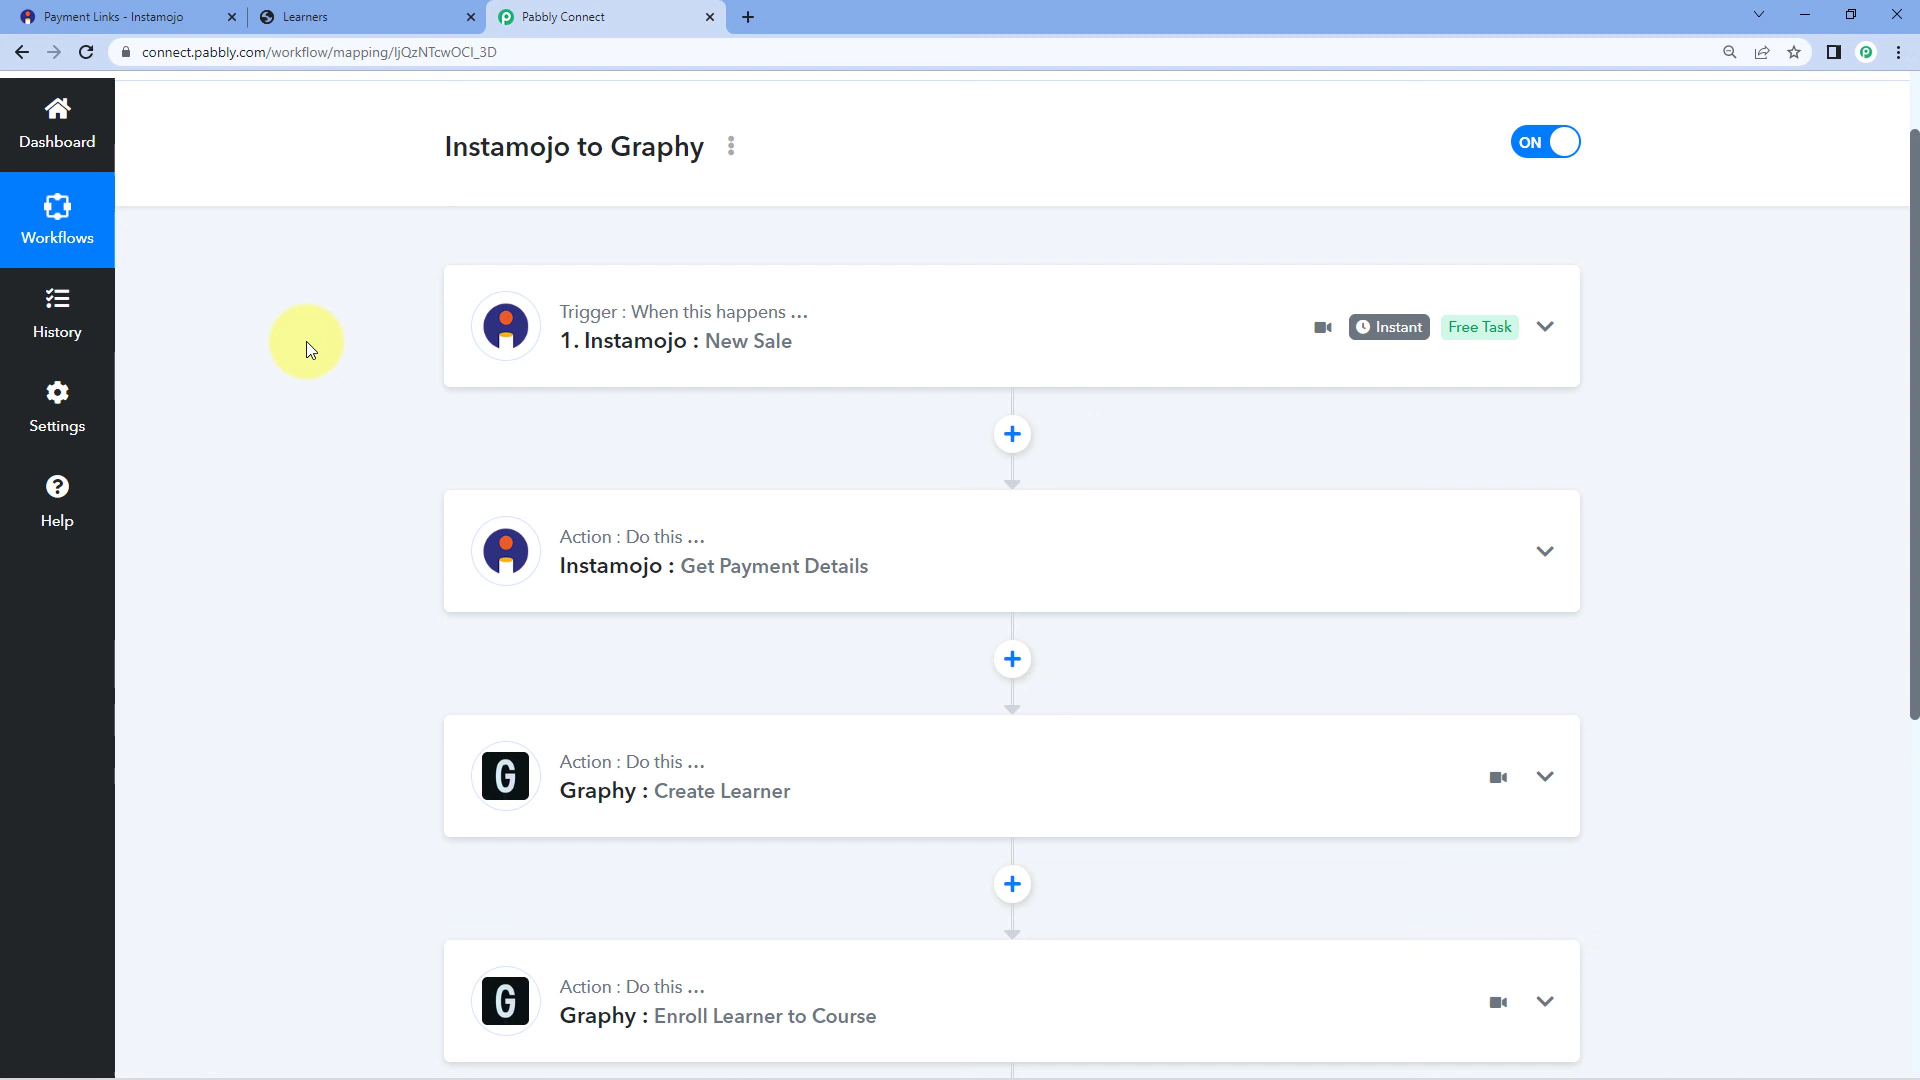 Payment Links - Instamojo
Learners
Pabbly Connect
connect.pabbly.com/workflow/mapping/IjQzNTcwOCI_3D
Dashboard
Workflows
History
Settings
Help
Instamojo to Graphy
ON
Trigger : When this happens ...
1. Instamojo : New Sale
Instant
Free Task
Action : Do this ...
Instamojo : Get Payment Details
G
Action : Do this ...
Graphy : Create Learner
G
Action : Do this ...
Graphy : Enroll Learner to Course